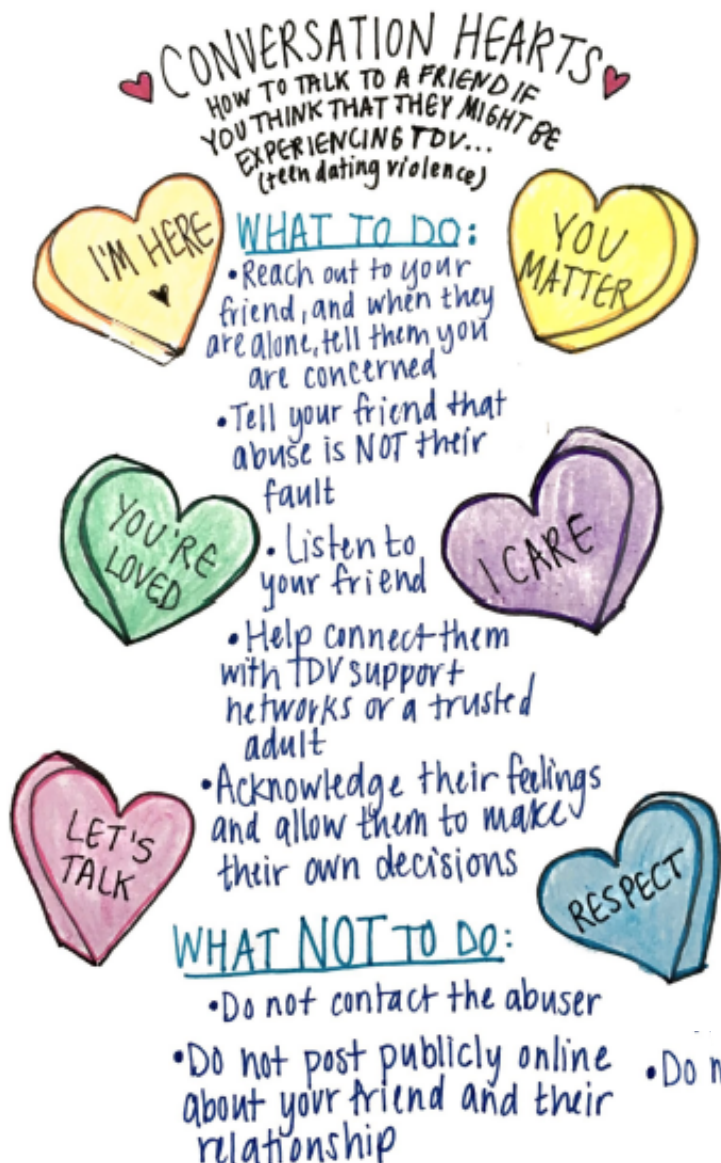 CONVERSATION HEARTS
HOW TO TALK TO A FRIEND IF
YOU THINK THAT THEY MIGHT BE
EXPERIENCING TDV...
(teen dating violence)
I'M HERE
YOU
MATTER
WHAT TO DO:
•Reach out to your
friend, and when they
are alone, tell them you
are concerned
•Tell your friend that
abuse is NOT their
fault
YOU'RE
LOVED
I CARE
•Listen to
your friend
•Help connect them
with TDV support
networks or a trusted
adult
•Acknowledge their feelings
and allow them to make
their own decisions
LET'S
TALK
RESPECT
WHAT NOT TO DO:
•Do not contact the abuser
•Do not post publicly online
about your friend and their
relationship
•Do